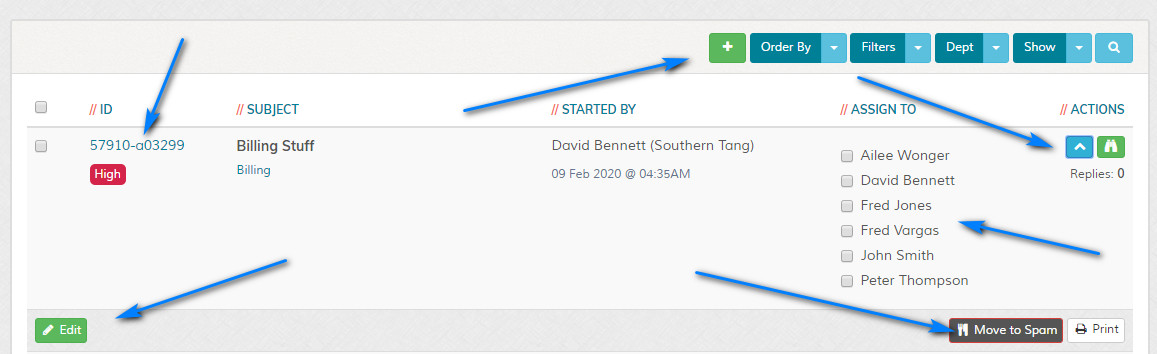 Order By Filters Dept Show
// ID // SUBJECT // STARTED BY // ASSIGN TO // ACTIONS
57910-a03299 Billing Stuff David Bennett (Southern Tang)
High Billing 09 Feb 2020 @ 04:35AM
Replies: 0
Ailee Wonger
David Bennett
Fred Jones
Fred Vargas
John Smith
Peter Thompson
Edit Move to Spam Print